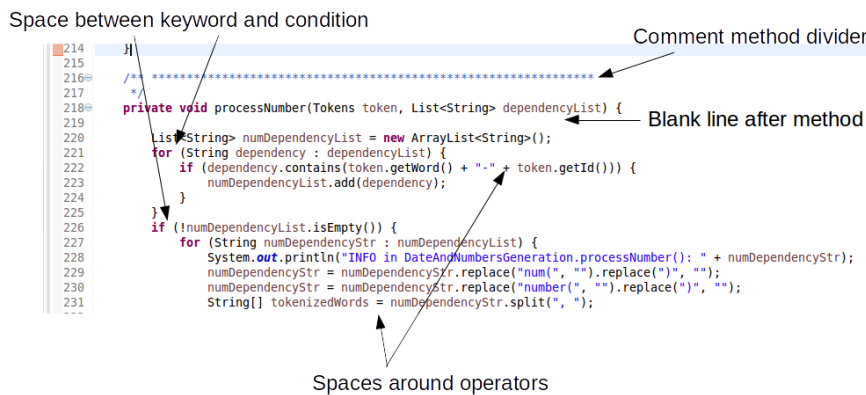 Space between keyword and condition
Comment method divider
214 }
215
216 /** ***************************************************************
217 */
218 private void processNumber(Tokens token, List<String> dependencyList) {
219
Blank line after method
220 List<String> numDependencyList = new ArrayList<String>();
221 for (String dependency : dependencyList) {
222 if (dependency.contains(token.getWord() + "-" + token.getId())) {
223 numDependencyList.add(dependency);
224 }
225 }
226 if (!numDependencyList.isEmpty()) {
227 for (String numDependencyStr : numDependencyList) {
228 System.out.println("INFO in DateAndNumbersGeneration.processNumber(): " + numDependencyStr);
229 numDependencyStr = numDependencyStr.replace("num(", "").replace(")", "");
230 numDependencyStr = numDependencyStr.replace("number(", "").replace(")", "");
231 String[] tokenizedWords = numDependencyStr.split(", ");
Spaces around operators